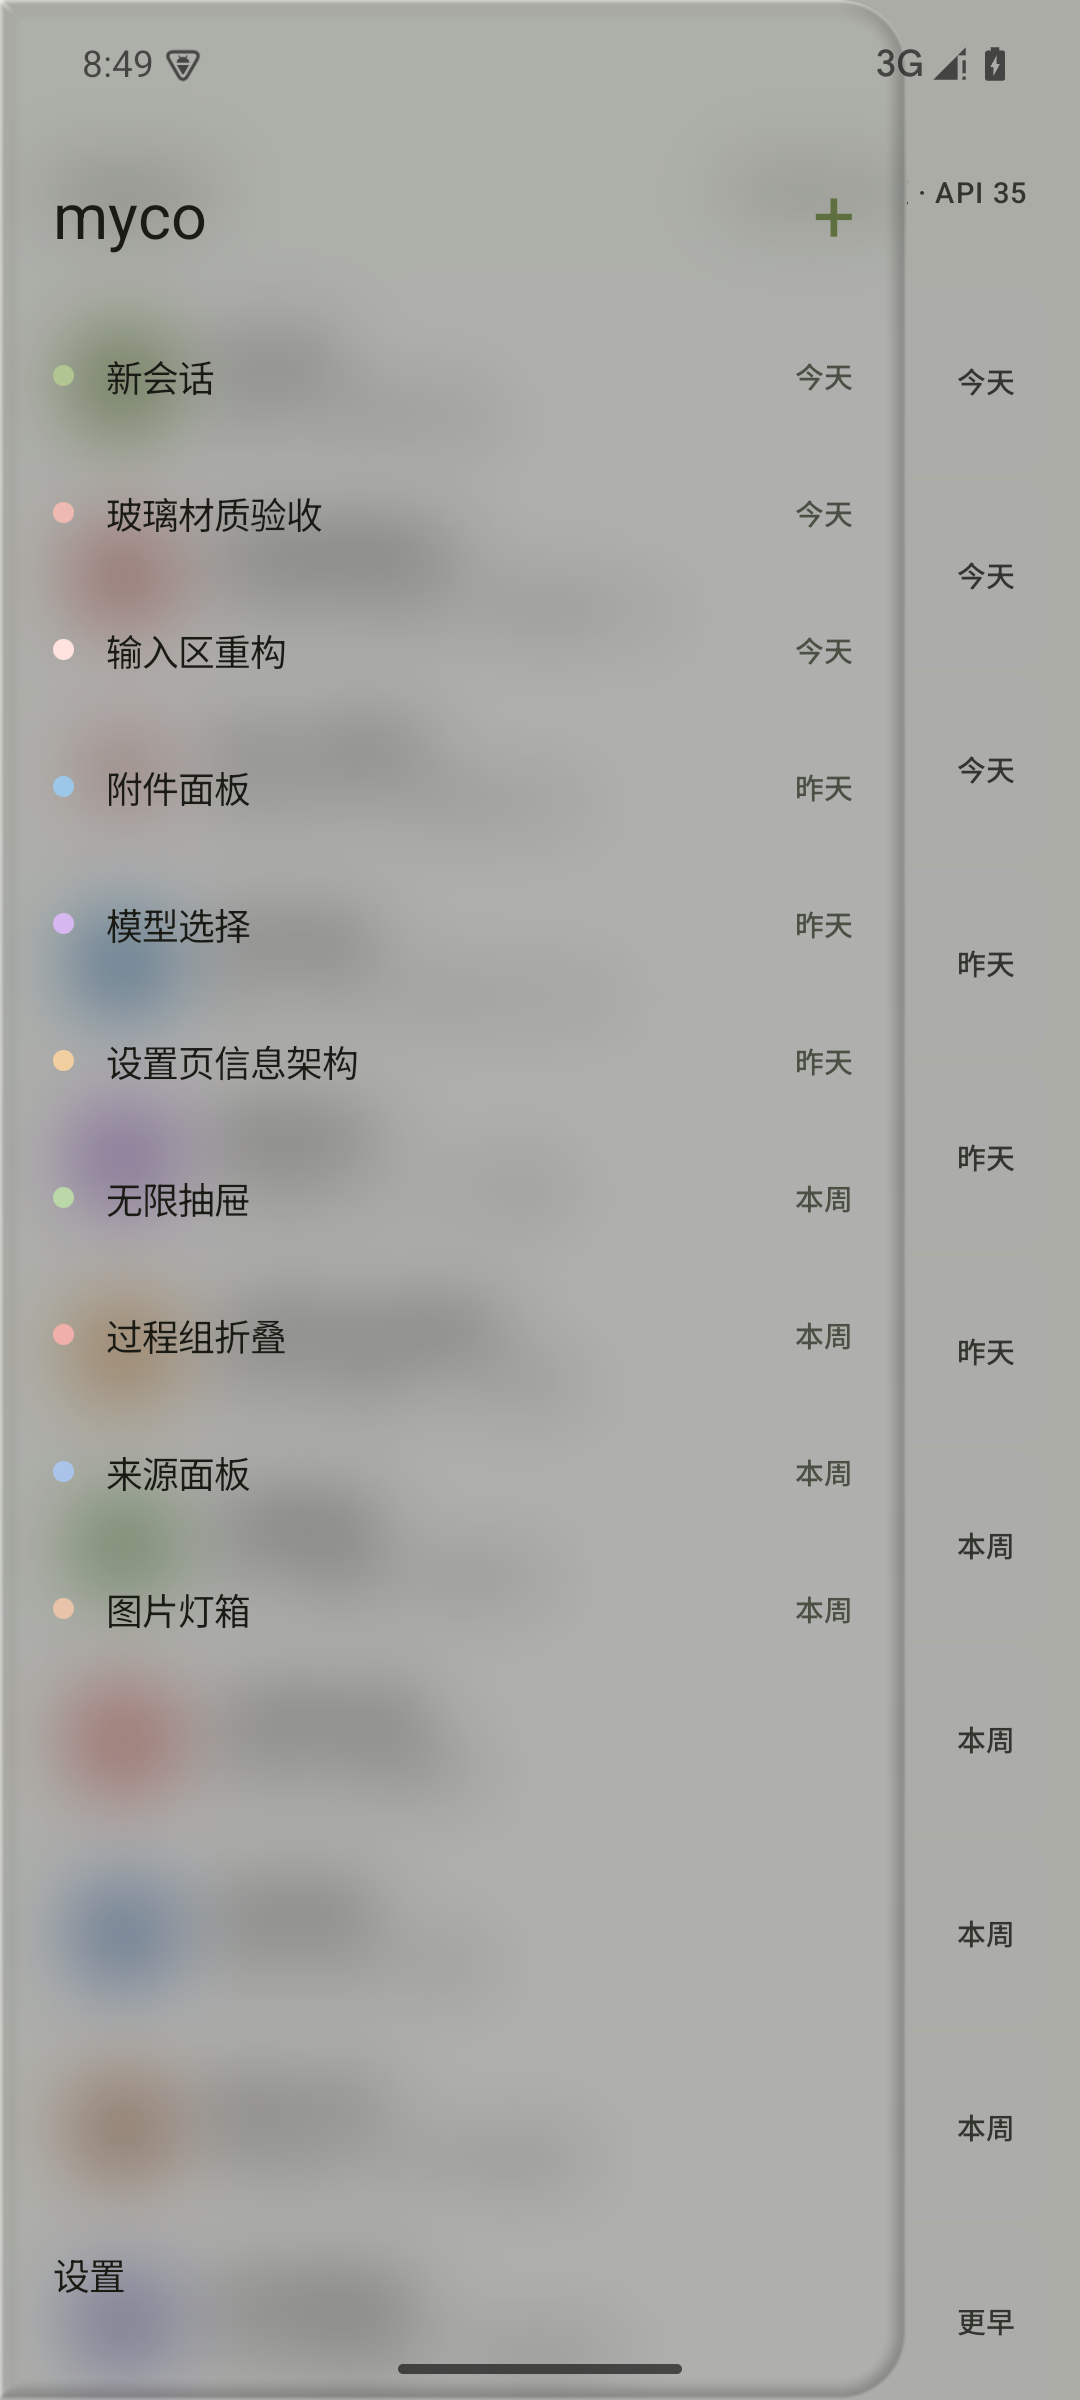 8:49
3G
· API 35
myco
+
新会话 今天
今天
玻璃材质验收 今天
今天
输入区重构 今天
今天
附件面板 昨天
模型选择 昨天
昨天
设置页信息架构 昨天
昨天
无限抽屉 本周
过程组折叠 本周
昨天
来源面板 本周
本周
图片灯箱 本周
本周
本周
本周
设置
更早